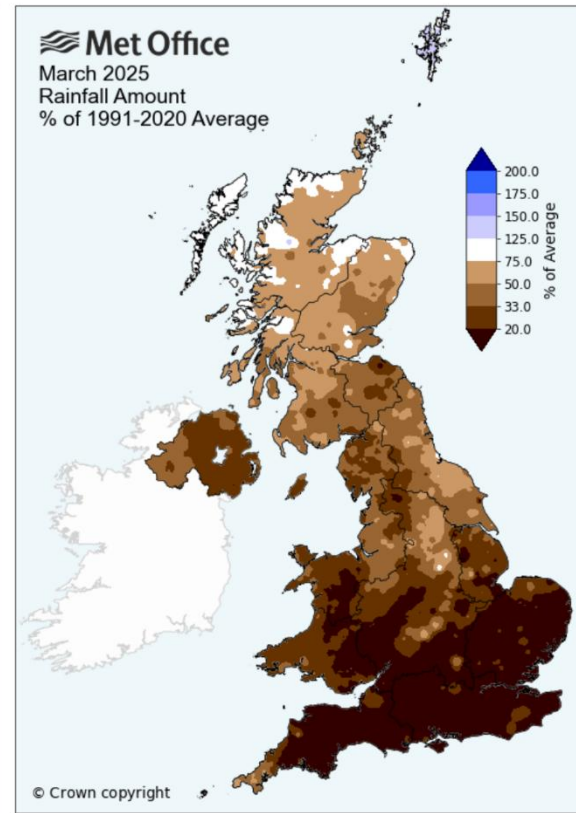 Met Office
March 2025
Rainfall Amount
% of 1991-2020 Average
200.0
175.0
150.0
125.0
75.0
50.0
33.0
20.0
% of Average
© Crown copyright